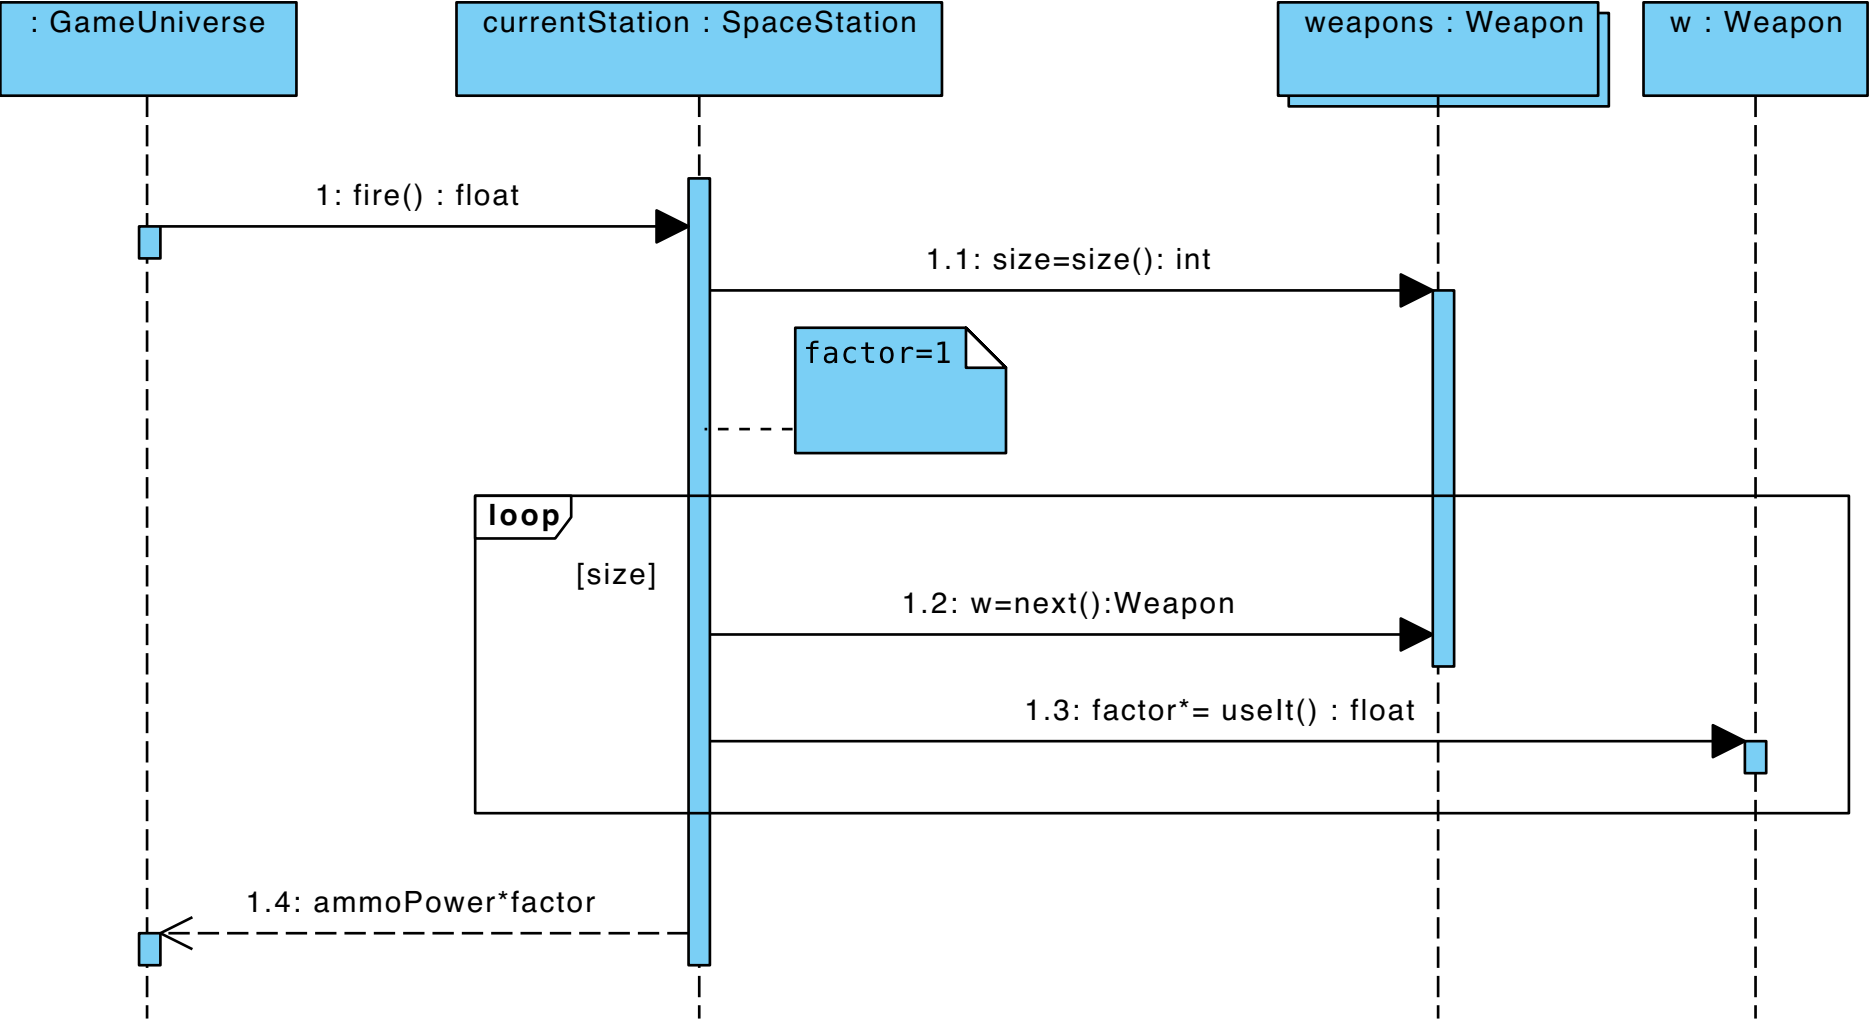 : GameUniverse
currentStation : SpaceStation
weapons : Weapon
w : Weapon
1: fire() : float
1.1: size=size(): int
factor=1
loop
[size]
1.2: w=next():Weapon
1.3: factor*= useIt() : float
1.4: ammoPower*factor